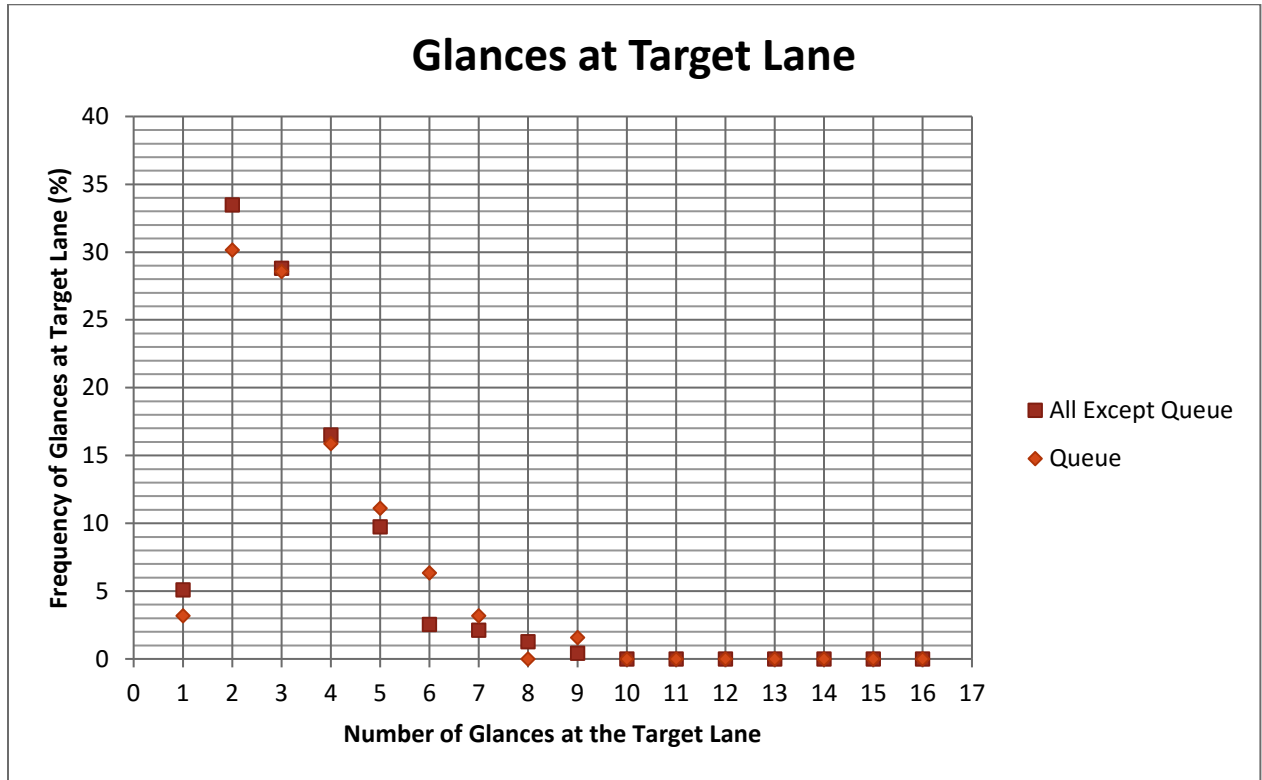 Glances at Target Lane
Frequency of Glances at Target Lane (%)
40
35
30
25
20
15
10
5
0
0 1 2 3 4 5 6 7 8 9 10 11 12 13 14 15 16 17
Number of Glances at the Target Lane
All Except Queue
Queue